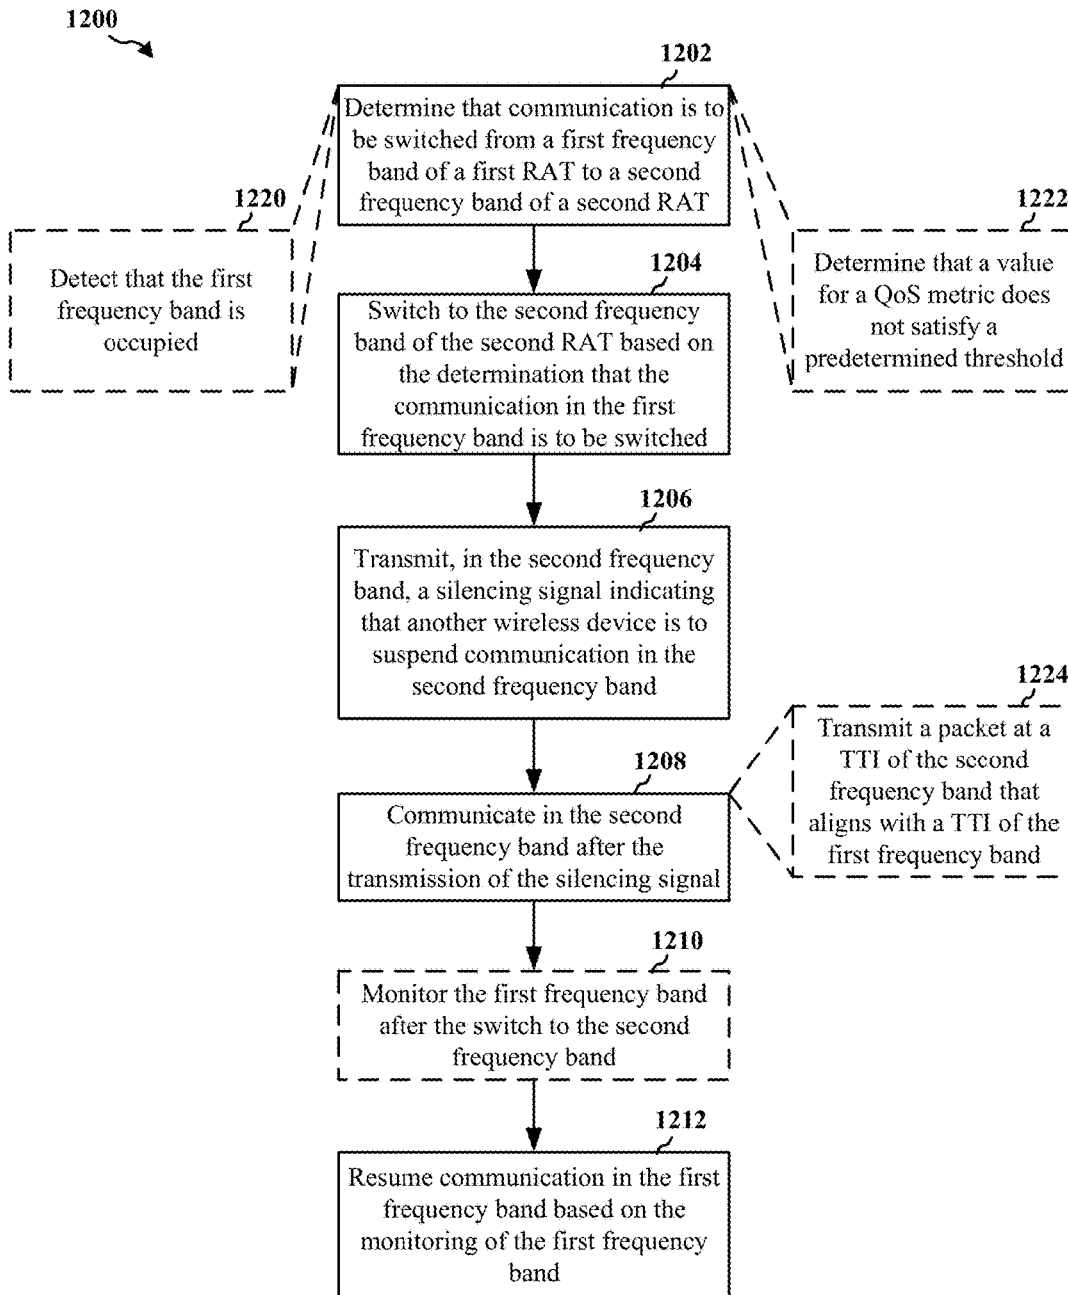 1200
1202
Determine that communication is to
be switched from a first frequency
band of a first RAT to a second
frequency band of a second RAT
1220
Detect that the first
frequency band is
occupied
1222
Determine that a value
for a QoS metric does
not satisfy a
predetermined threshold
1204
Switch to the second frequency
band of the second RAT based on
the determination that the
communication in the first
frequency band is to be switched
1206
Transmit, in the second frequency
band, a silencing signal indicating
that another wireless device is to
suspend communication in the
second frequency band
1208
Communicate in the second
frequency band after the
transmission of the silencing signal
1224
Transmit a packet at a
TTI of the second
frequency band that
aligns with a TTI of the
first frequency band
1210
Monitor the first frequency band
after the switch to the second
frequency band
1212
Resume communication in the first
frequency band based on the
monitoring of the first frequency
band